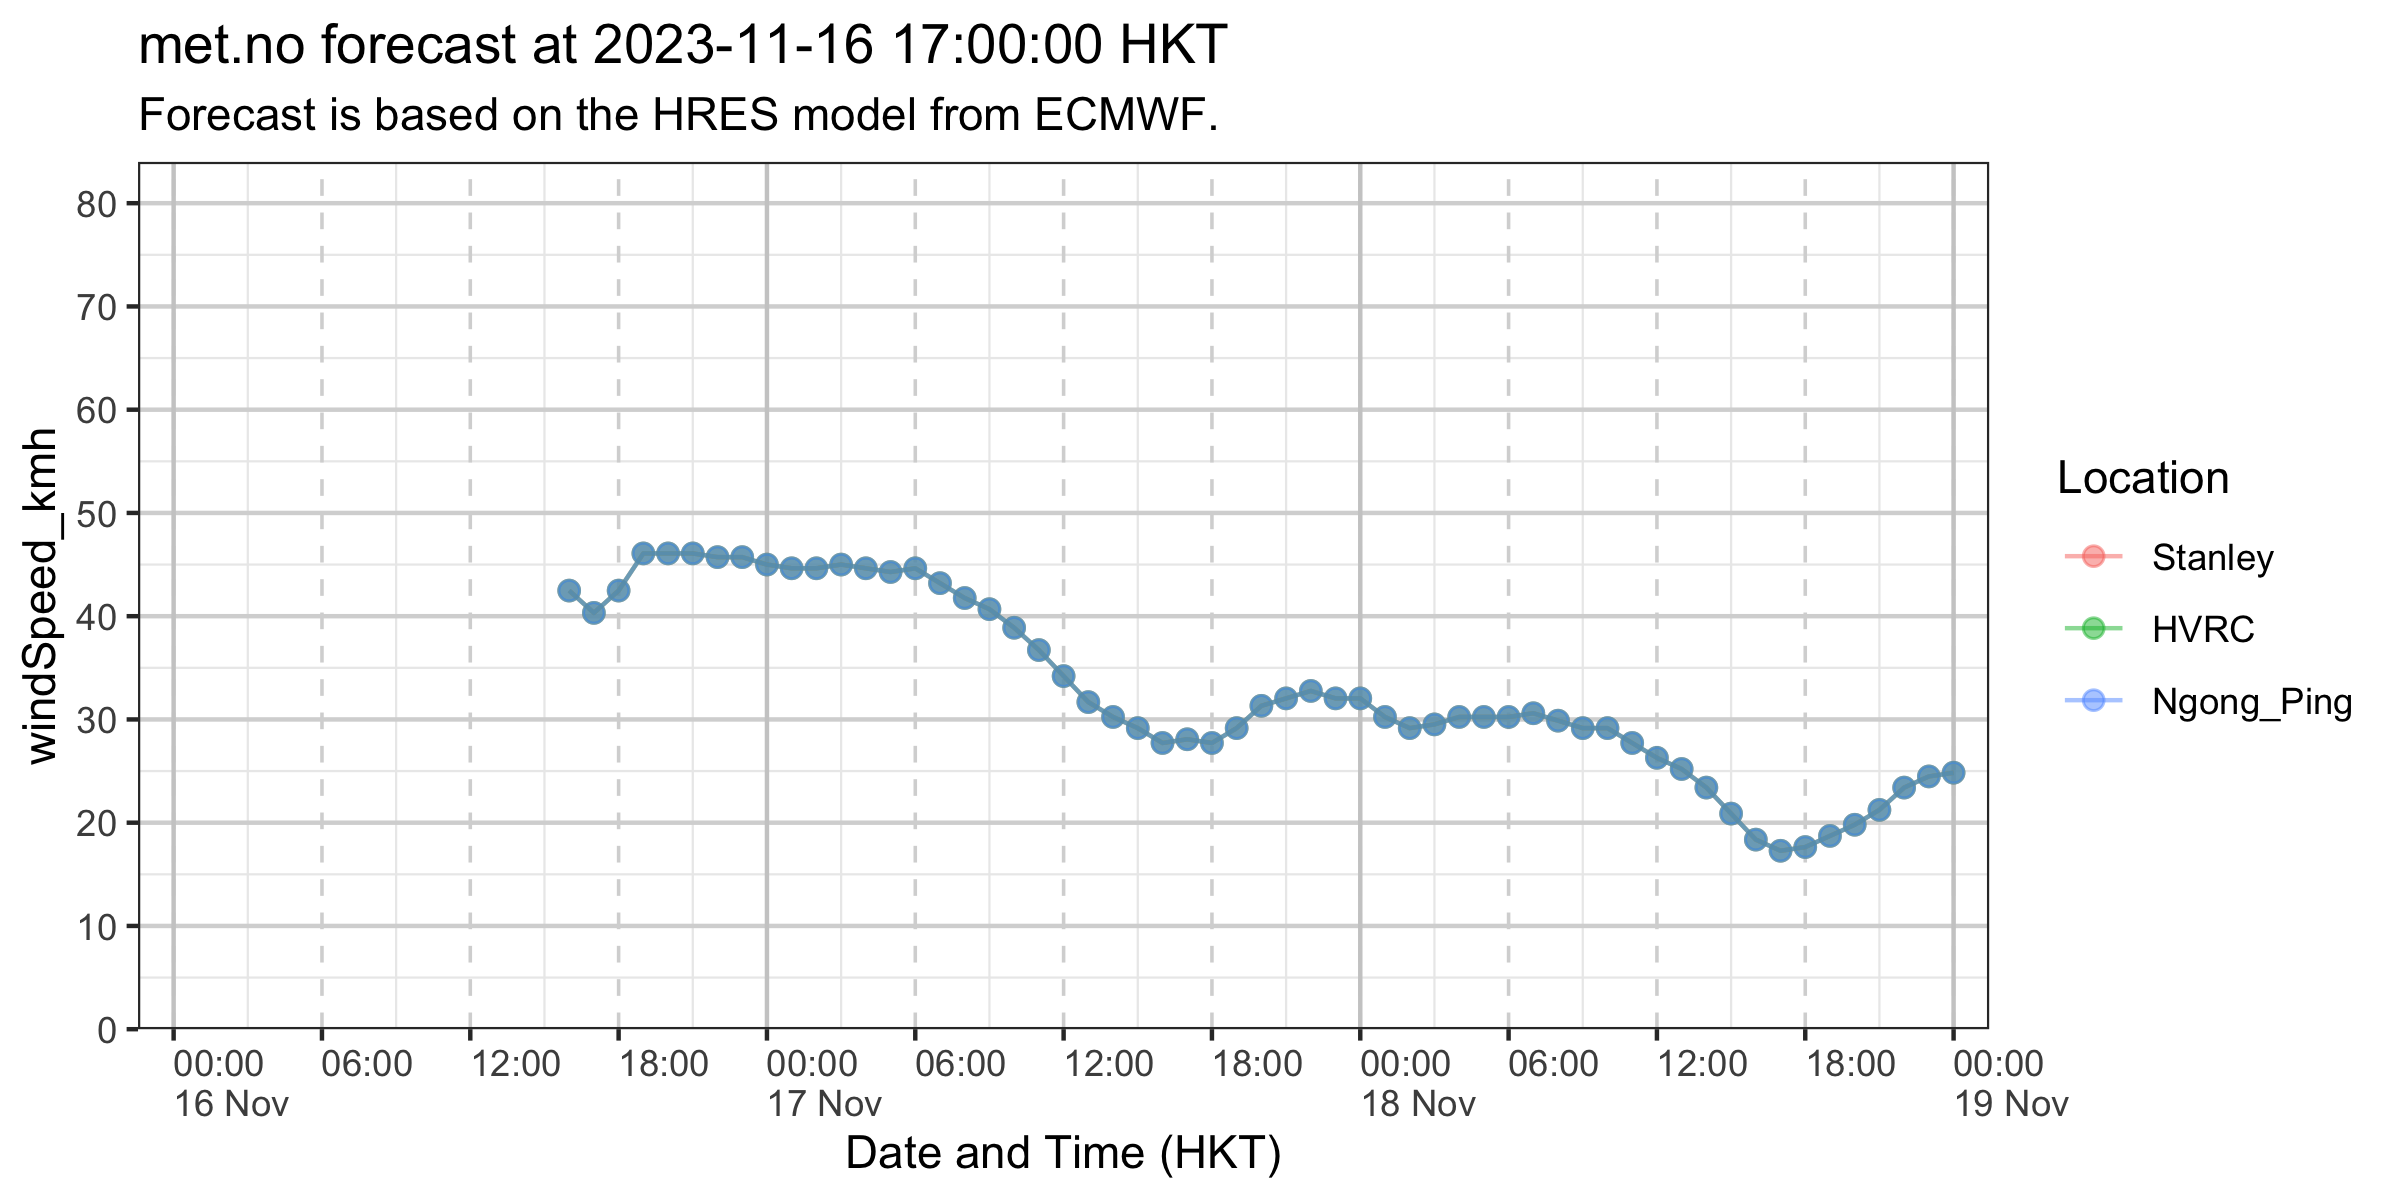 met.no forecast at 2023-11-16 17:00:00 HKT
Forecast is based on the HRES model from ECMWF.
windSpeed_kmh
80
70
60
50
40
30
20
10
0
00:00 06:00 12:00 18:00 00:00 06:00 12:00 18:00 00:00 06:00 12:00 18:00 00:00
16 Nov 17 Nov 18 Nov 19 Nov
Date and Time (HKT)
Location
Stanley
HVRC
Ngong_Ping